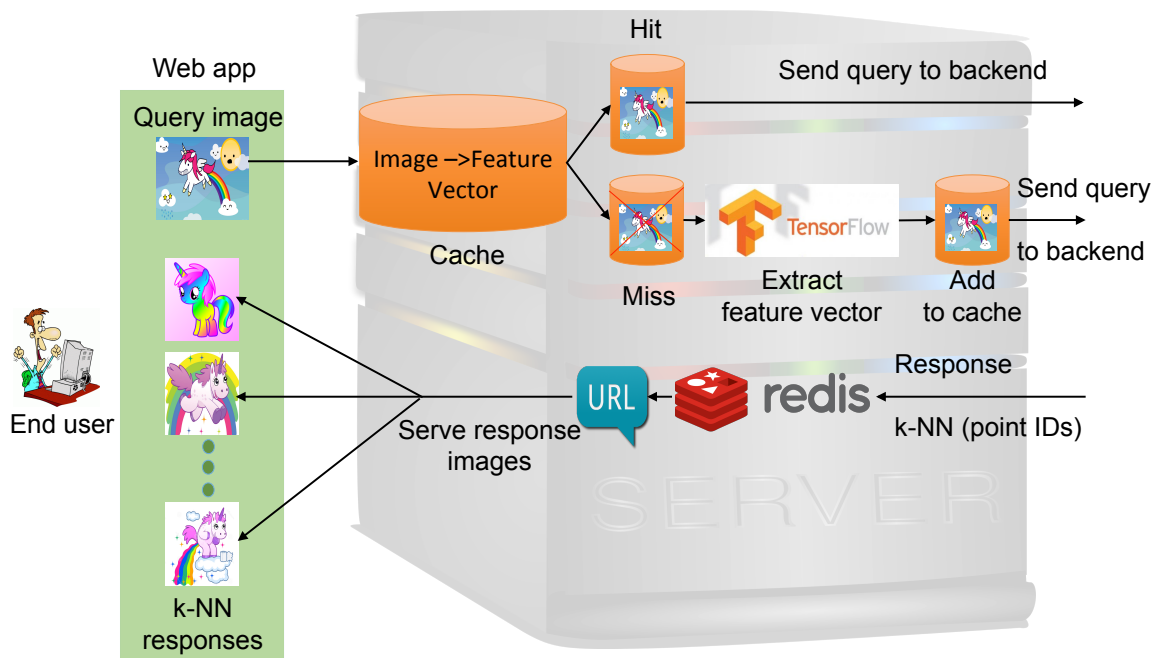 Hit
Web app
Send query to backend
Query image
Image –>Feature
Vector
Cache
Miss
TensorFlow
Extract
feature vector
Add
to cache
Send query
to backend
End user
Response
URL
redis
k-NN (point IDs)
Serve response
images
SERVER
k-NN
responses